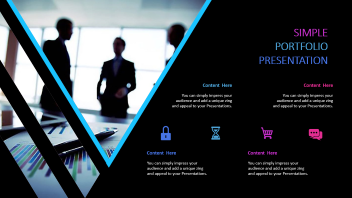 SIMPLE
PORTFOLIO
PRESENTATION
Content Here
You can simply impress your
audience and add a unique zing
and appeal to your Presentations.
Content Here
You can simply impress your
audience and add a unique zing
and appeal to your Presentations.
Content Here
You can simply impress your
audience and add a unique zing
and appeal to your Presentations.
Content Here
You can simply impress your
audience and add a unique zing
and appeal to your Presentations.